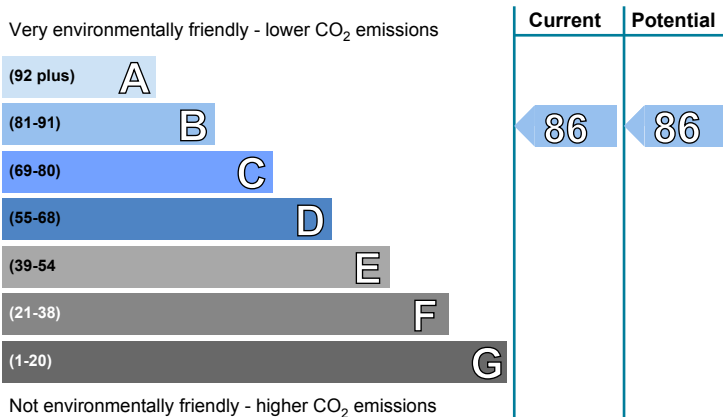 Very environmentally friendly - lower CO₂ emissions
Current
Potential
(92 plus) A
(81-91) B
86
86
(69-80) C
(55-68) D
(39-54 E
(21-38) F
(1-20) G
Not environmentally friendly - higher CO₂ emissions